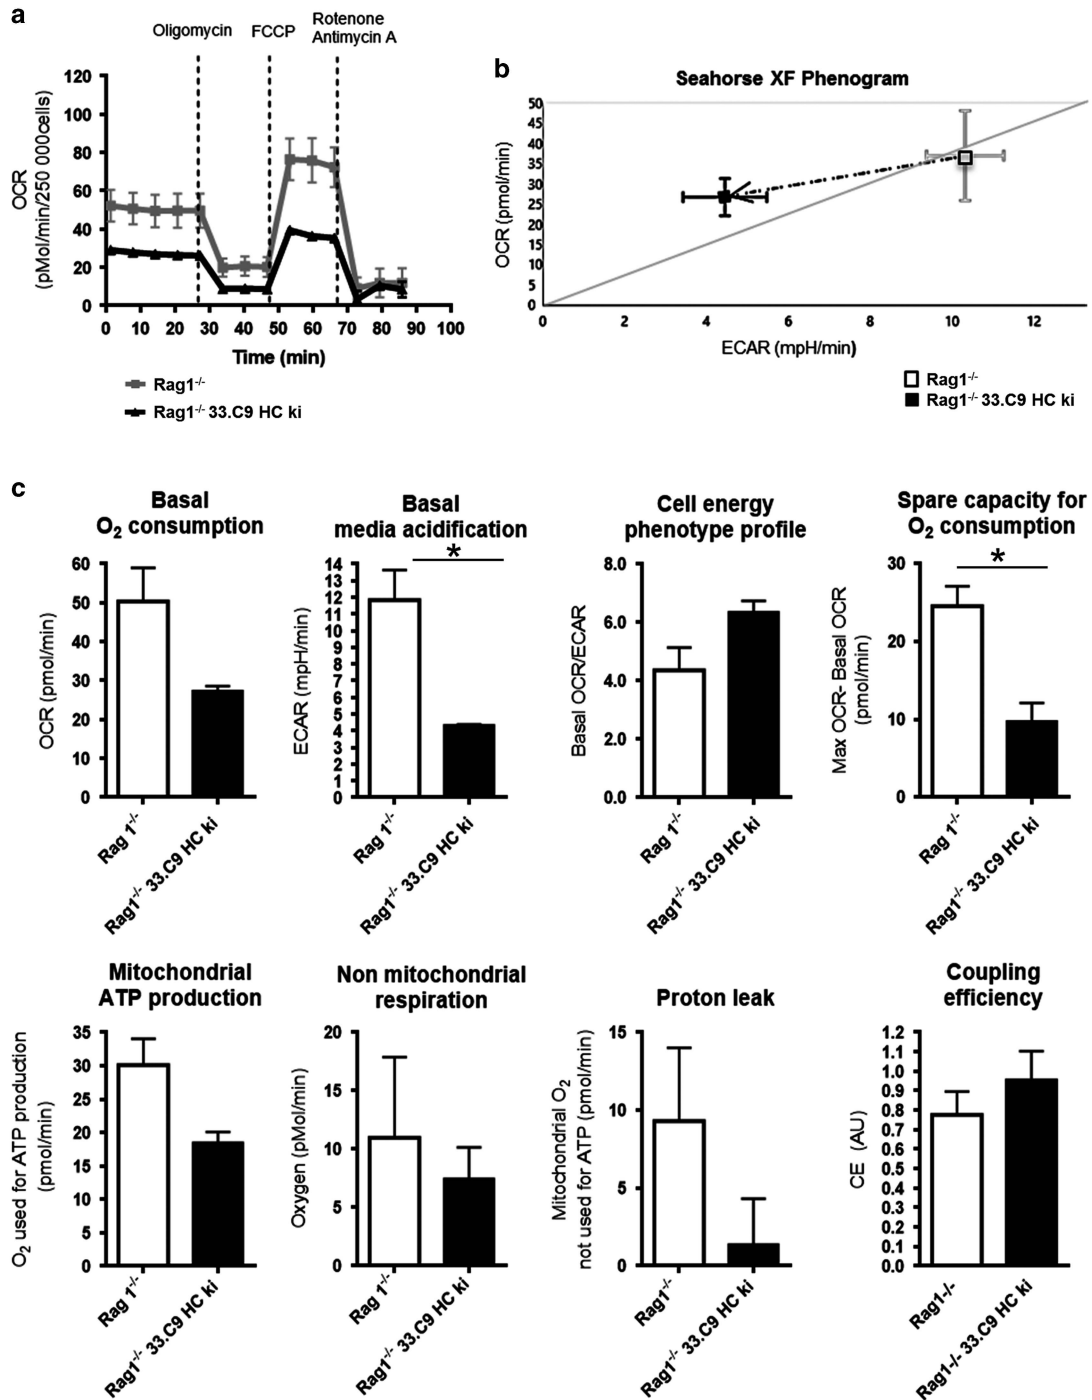 a
Oligomycin FCCP Rotenone
Antimycin A
OCR
(pMol/min/250 000cells)
120
100
80
60
40
20
0
0 10 20 30 40 50 60 70 80 90 100
Time (min)
Rag1-/-
Rag1-/- 33.C9 HC ki
b
Seahorse XF Phenogram
OCR (pmol/min)
50
45
40
35
30
25
20
15
10
5
0
0 2 4 6 8 10 12
ECAR (mpH/min)
Rag1-/-
Rag1-/- 33.C9 HC ki
c
Basal
O2 consumption
OCR (pmol/min)
60
50
40
30
20
10
0
Rag 1-/-
Rag1-/- 33.C9 HC ki
Basal
media acidification
*
ECAR (mpH/min)
14
13
12
11
10
9
8
7
6
5
4
3
2
1
0
Rag 1-/-
Rag1-/- 33.C9 HC ki
Cell energy
phenotype profile
Basal OCR/ECAR
8.0
6.0
4.0
2.0
0.0
Rag 1-/-
Rag1-/- 33.C9 HC ki
Spare capacity for
O2 consumption
*
Max OCR- Basal OCR
(pmol/min)
30
20
10
0
Rag 1-/-
Rag1-/- 33.C9 HC ki
Mitochondrial
ATP production
O2 used for ATP production
(pmol/min)
35
30
25
20
15
10
5
0
Rag 1-/-
Rag1-/- 33.C9 HC ki
Non mitochondrial
respiration
Oxygen (pMol/min)
20
15
10
5
0
Rag 1-/-
Rag1-/- 33.C9 HC ki
Proton leak
Mitochondrial O2
not used for ATP (pmol/min)
15
10
5
0
Rag1-/-
Rag1-/- 33.C9 HC ki
Coupling
efficiency
CE (AU)
1.2
1.1
1.0
0.9
0.8
0.7
0.6
0.5
0.4
0.3
0.2
0.1
0.0
Rag1-/-
Rag1-/- 33.C9 HC ki